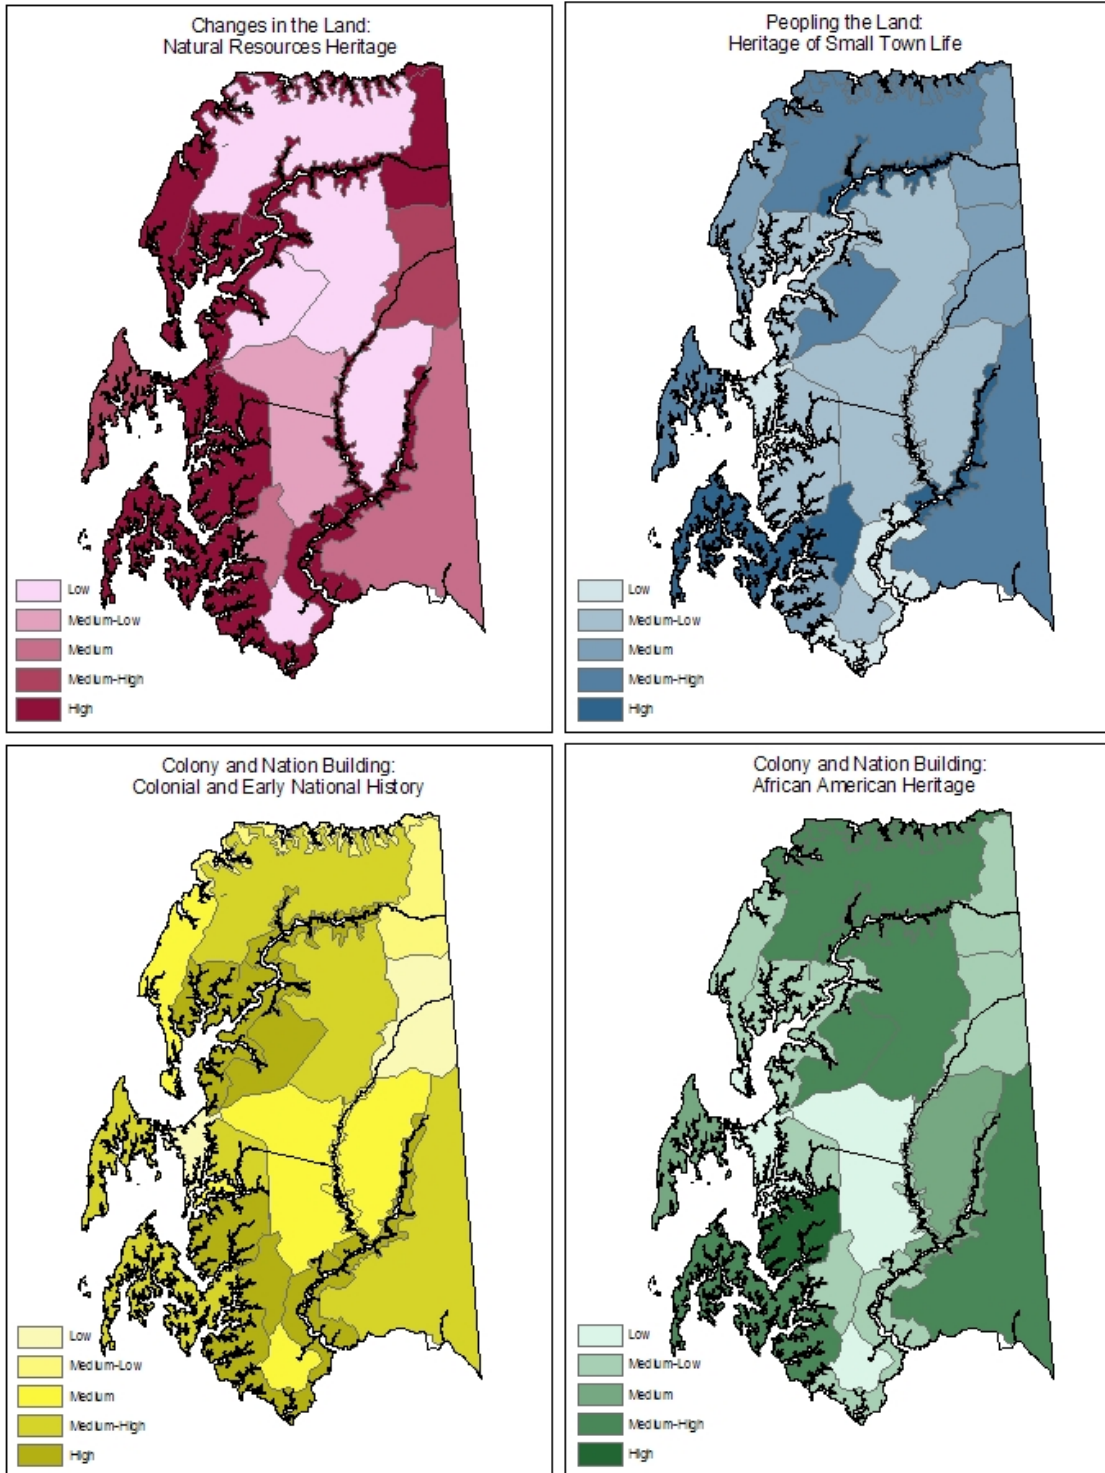 Changes in the Land:
Natural Resources Heritage
Low
Medium-Low
Medium
Medium-High
High
Peopling the Land:
Heritage of Small Town Life
Low
Medium-Low
Medium
Medium-High
High
Colony and Nation Building:
Colonial and Early National History
Low
Medium-Low
Medium
Medium-High
High
Colony and Nation Building:
African American Heritage
Low
Medium-Low
Medium
Medium-High
High